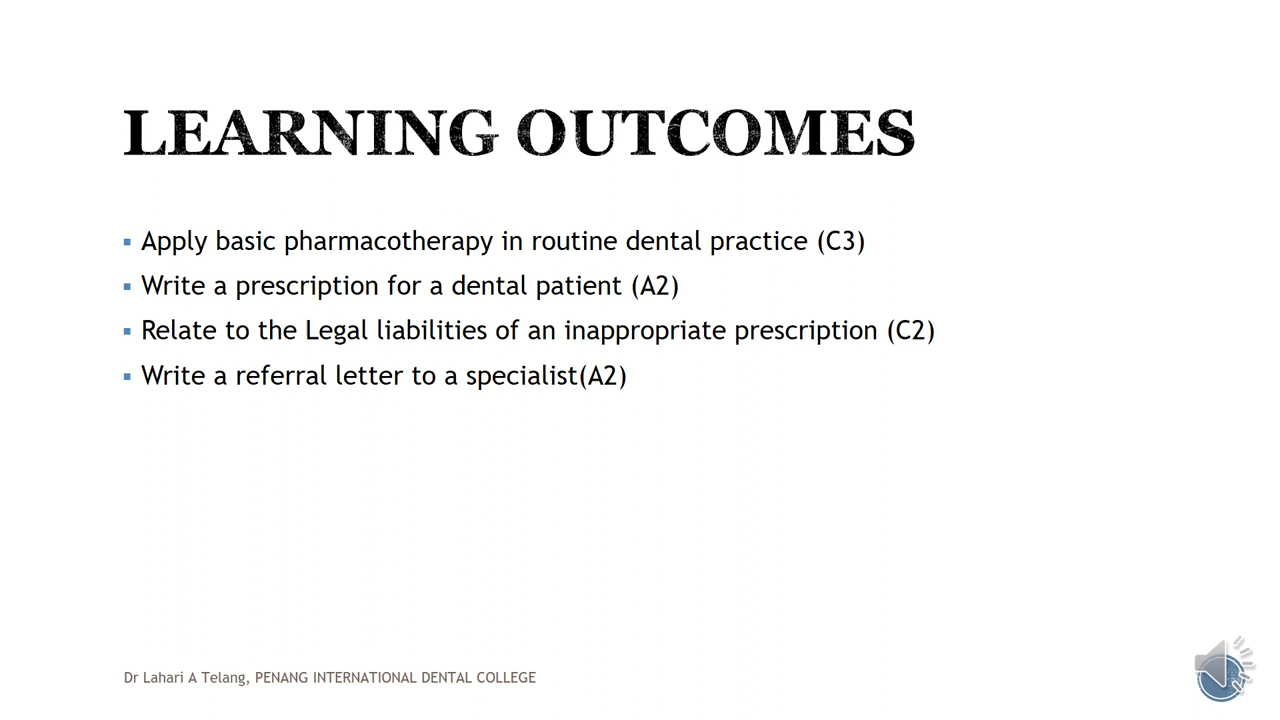 LEARNING OUTCOMES
▪ Apply basic pharmacotherapy in routine dental practice (C3)
▪ Write a prescription for a dental patient (A2)
▪ Relate to the Legal liabilities of an inappropriate prescription (C2)
▪ Write a referral letter to a specialist(A2)
Dr Lahari A Telang, PENANG INTERNATIONAL DENTAL COLLEGE